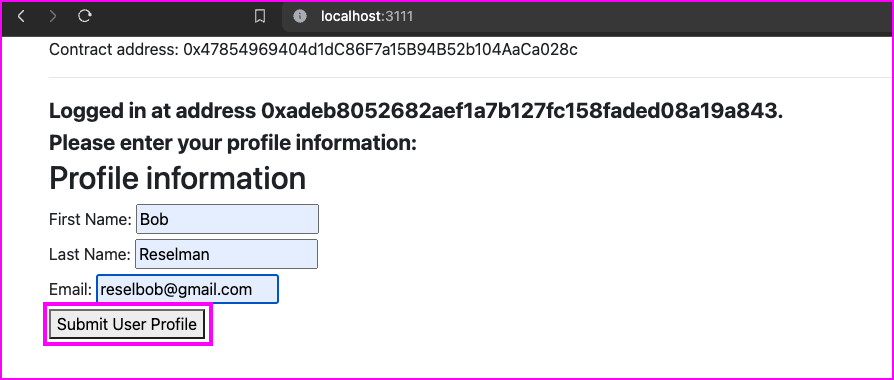 localhost:3111
Contract address: 0x47854969404d1dC86F7a15B94B52b104AaCa028c
Logged in at address 0xadeb8052682aef1a7b127fc158faded08a19a843.
Please enter your profile information:
Profile information
First Name: Bob
Last Name: Reselman
Email: reselbob@gmail.com
Submit User Profile